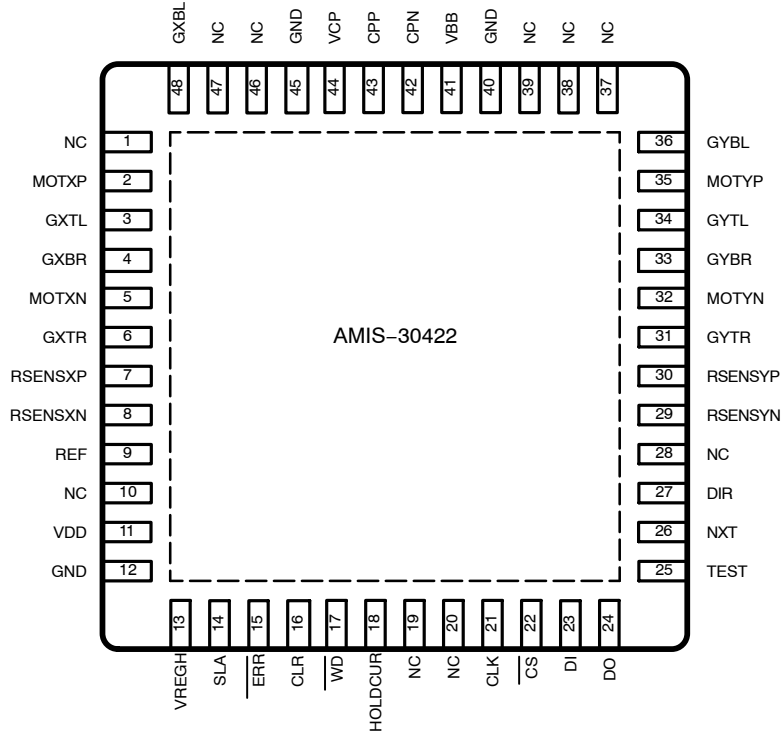 GXBL NC NC GND VCP CPP CPN VBB GND NC NC NC
48 47 46 45 44 43 42 41 40 39 38 37
NC 1 36 GYBL
MOTXP 2 35 MOTYP
GXTL 3 34 GYTL
GXBR 4 33 GYBR
MOTXN 5 32 MOTYN
GXTR 6 AMIS−30422 31 GYTR
RSENSXP 7 30 RSENSYP
RSENSXN 8 29 RSENSYN
REF 9 28 NC
NC 10 27 DIR
VDD 11 26 NXT
GND 12 25 TEST
13 14 15 16 17 18 19 20 21 22 23 24
VREGH SLA ERR CLR WD HOLDCUR NC NC CLK CS DI DO